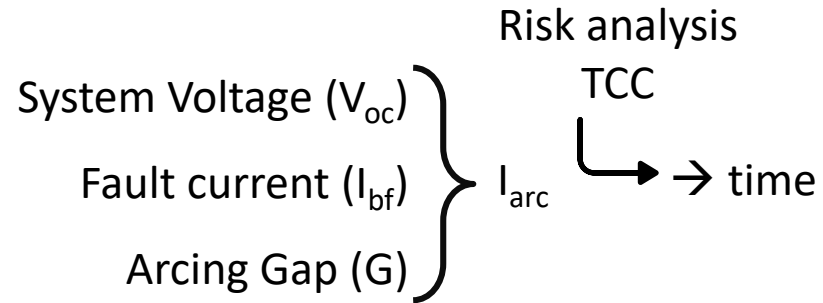 Risk analysis
TCC
System Voltage (Voc)
Fault current (Ibf)
Arcing Gap (G)
Iarc → time